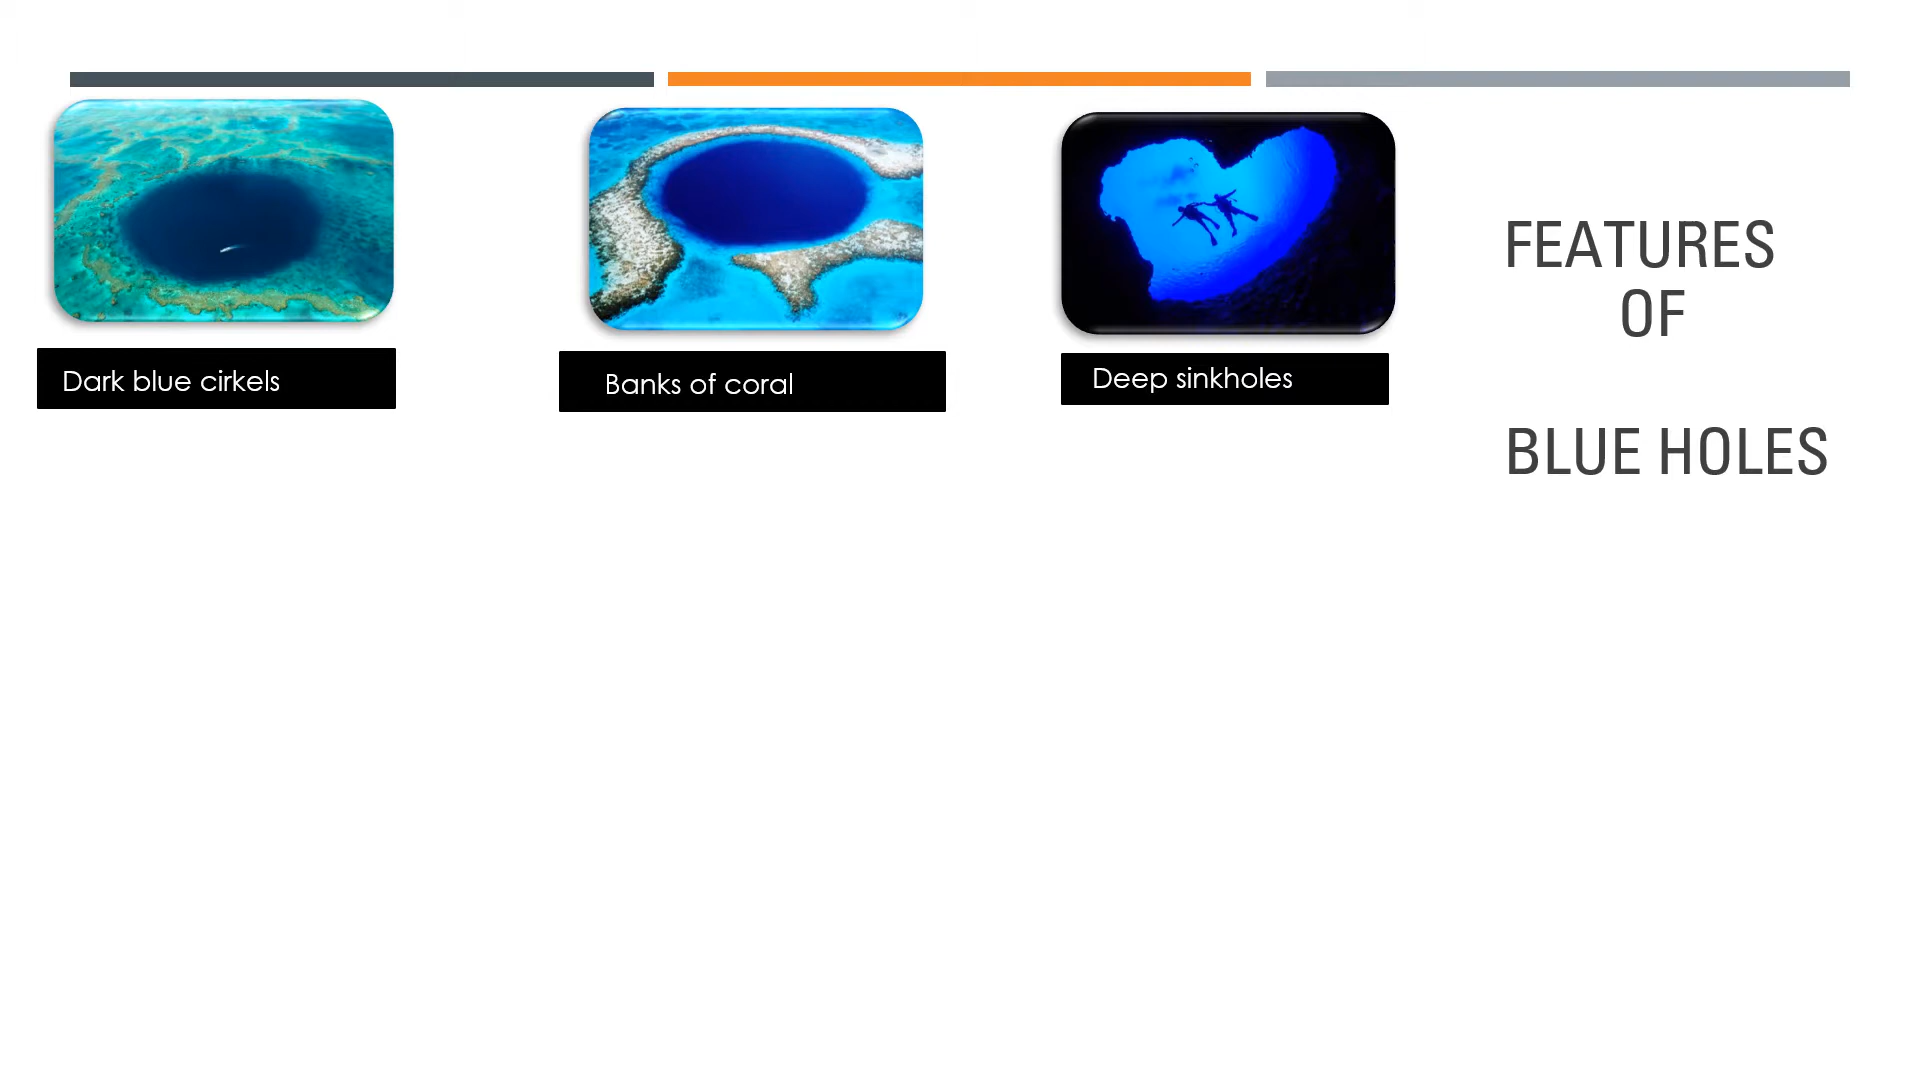 FEATURES
OF
BLUE HOLES
Dark blue cirkels
Banks of coral
Deep sinkholes